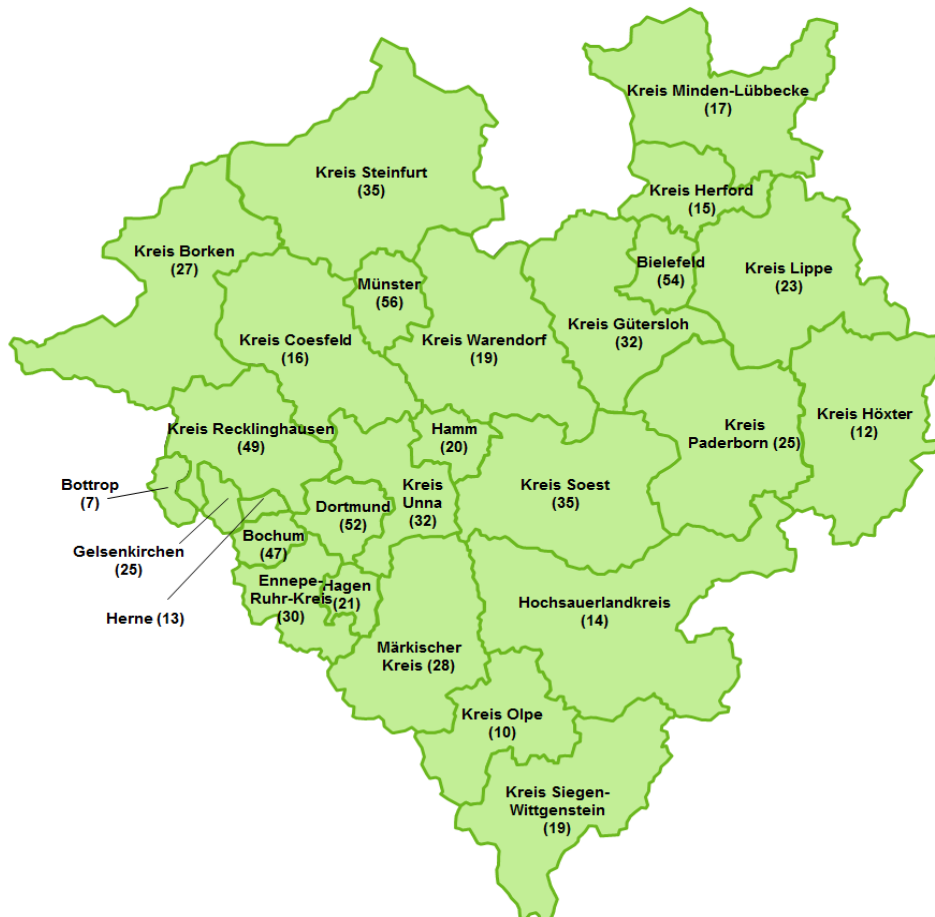 Kreis Minden-Lübbecke
(17)
Kreis Steinfurt
(35)
Kreis Herford
(15)
Kreis Borken
(27)
Bielefeld
(54)
Kreis Lippe
(23)
Münster
(56)
Kreis Coesfeld
(16)
Kreis Warendorf
(19)
Kreis Gütersloh
(32)
Kreis Recklinghausen
(49)
Hamm
(20)
Kreis
Paderborn (25)
Kreis Höxter
(12)
Bottrop
(7)
Dortmund
(52)
Kreis
Unna
(32)
Kreis Soest
(35)
Gelsenkirchen
(25)
Bochum
(47)
Herne (13)
Ennepe-
Ruhr-Kreis
(30)
Hagen
(21)
Hochsauerlandkreis
(14)
Märkischer
Kreis (28)
Kreis Olpe
(10)
Kreis Siegen-
Wittgenstein
(19)